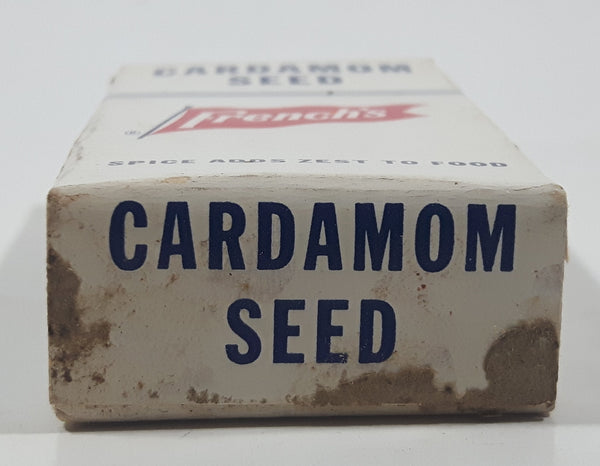 CARDAMOM
SEED
French's
®
SPICE ADDS ZEST TO FOOD
CARDAMOM
SEED